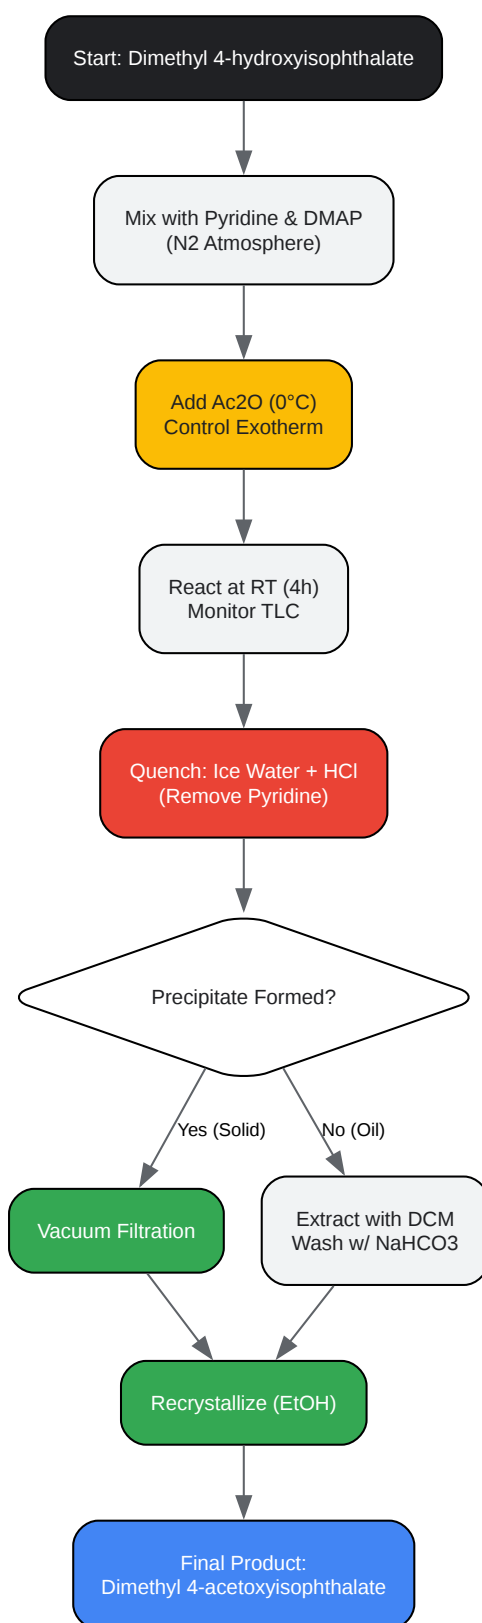 Start: Dimethyl 4-hydroxyisophthalate
Mix with Pyridine & DMAP
(N2 Atmosphere)
Add Ac2O (0°C)
Control Exotherm
React at RT (4h)
Monitor TLC
Quench: Ice Water + HCl
(Remove Pyridine)
Precipitate Formed?
Yes (Solid)
No (Oil)
Vacuum Filtration
Extract with DCM
Wash w/ NaHCO3
Recrystallize (EtOH)
Final Product:
Dimethyl 4-acetoxyisophthalate